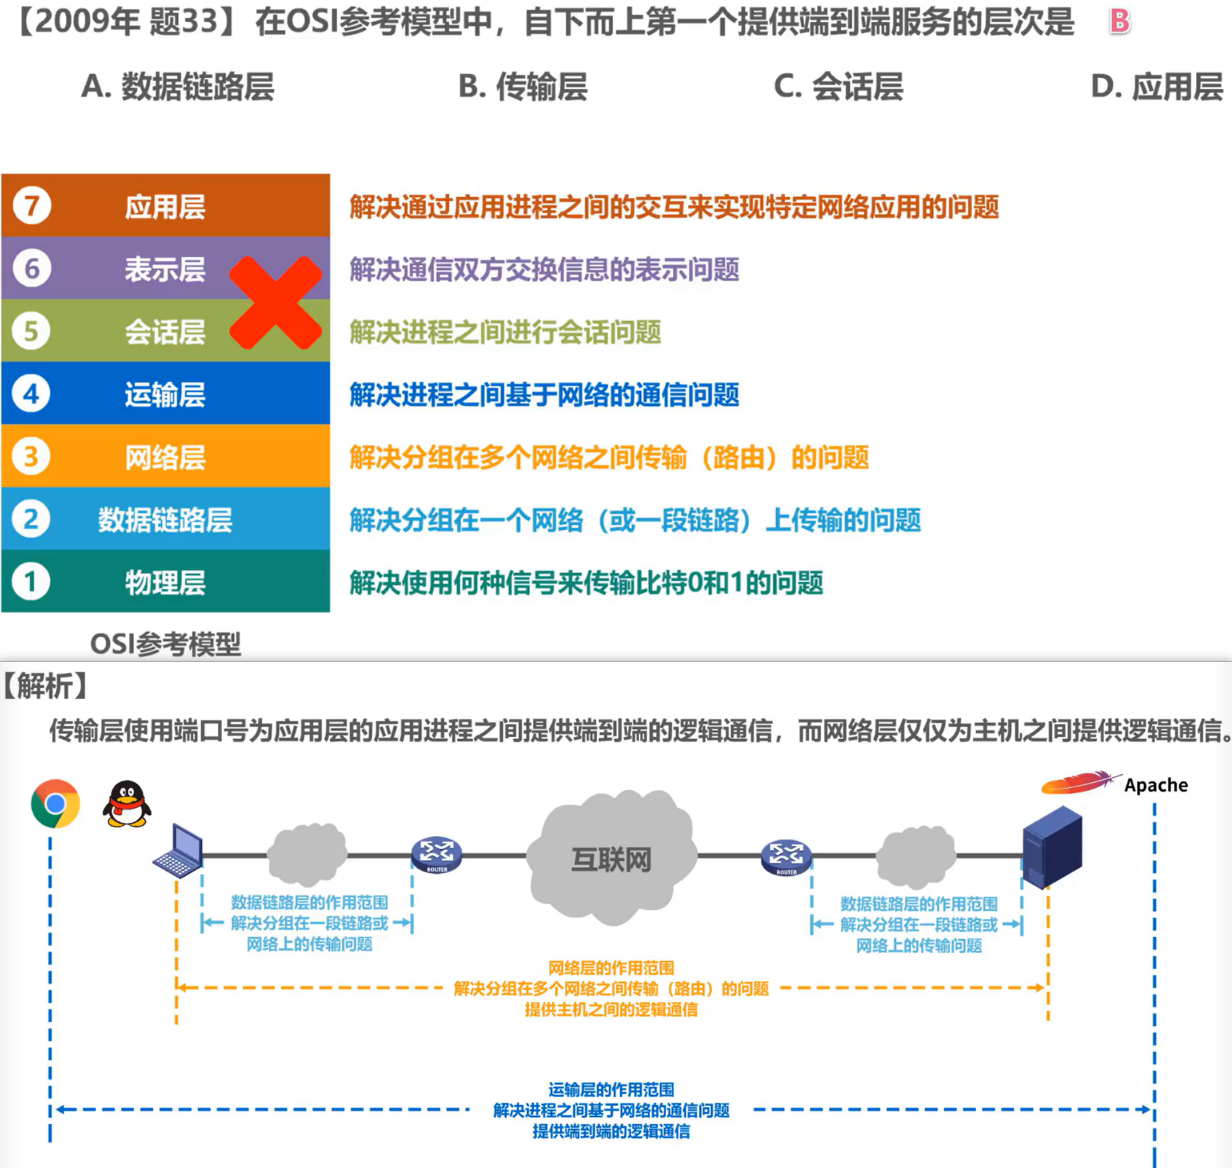 【2009年 题33】 在OSI参考模型中，自下而上第一个提供端到端服务的层次是 B
A. 数据链路层 B. 传输层 C. 会话层 D. 应用层
7 应用层 解决通过应用进程之间的交互来实现特定网络应用的问题
6 表示层 解决通信双方交换信息的表示问题
5 会话层 解决进程之间进行会话问题
4 运输层 解决进程之间基于网络的通信问题
3 网络层 解决分组在多个网络之间传输（路由）的问题
2 数据链路层 解决分组在一个网络（或一段链路）上传输的问题
1 物理层 解决使用何种信号来传输比特0和1的问题
OSI参考模型
【解析】
传输层使用端口号为应用层的应用进程之间提供端到端的逻辑通信，而网络层仅仅为主机之间提供逻辑通信。
Apache
互联网
ROUTER
ROUTER
数据链路层的作用范围
解决分组在一段链路或
网络上的传输问题
数据链路层的作用范围
解决分组在一段链路或
网络上的传输问题
网络层的作用范围
解决分组在多个网络之间传输（路由）的问题
提供主机之间的逻辑通信
运输层的作用范围
解决进程之间基于网络的通信问题
提供端到端的逻辑通信